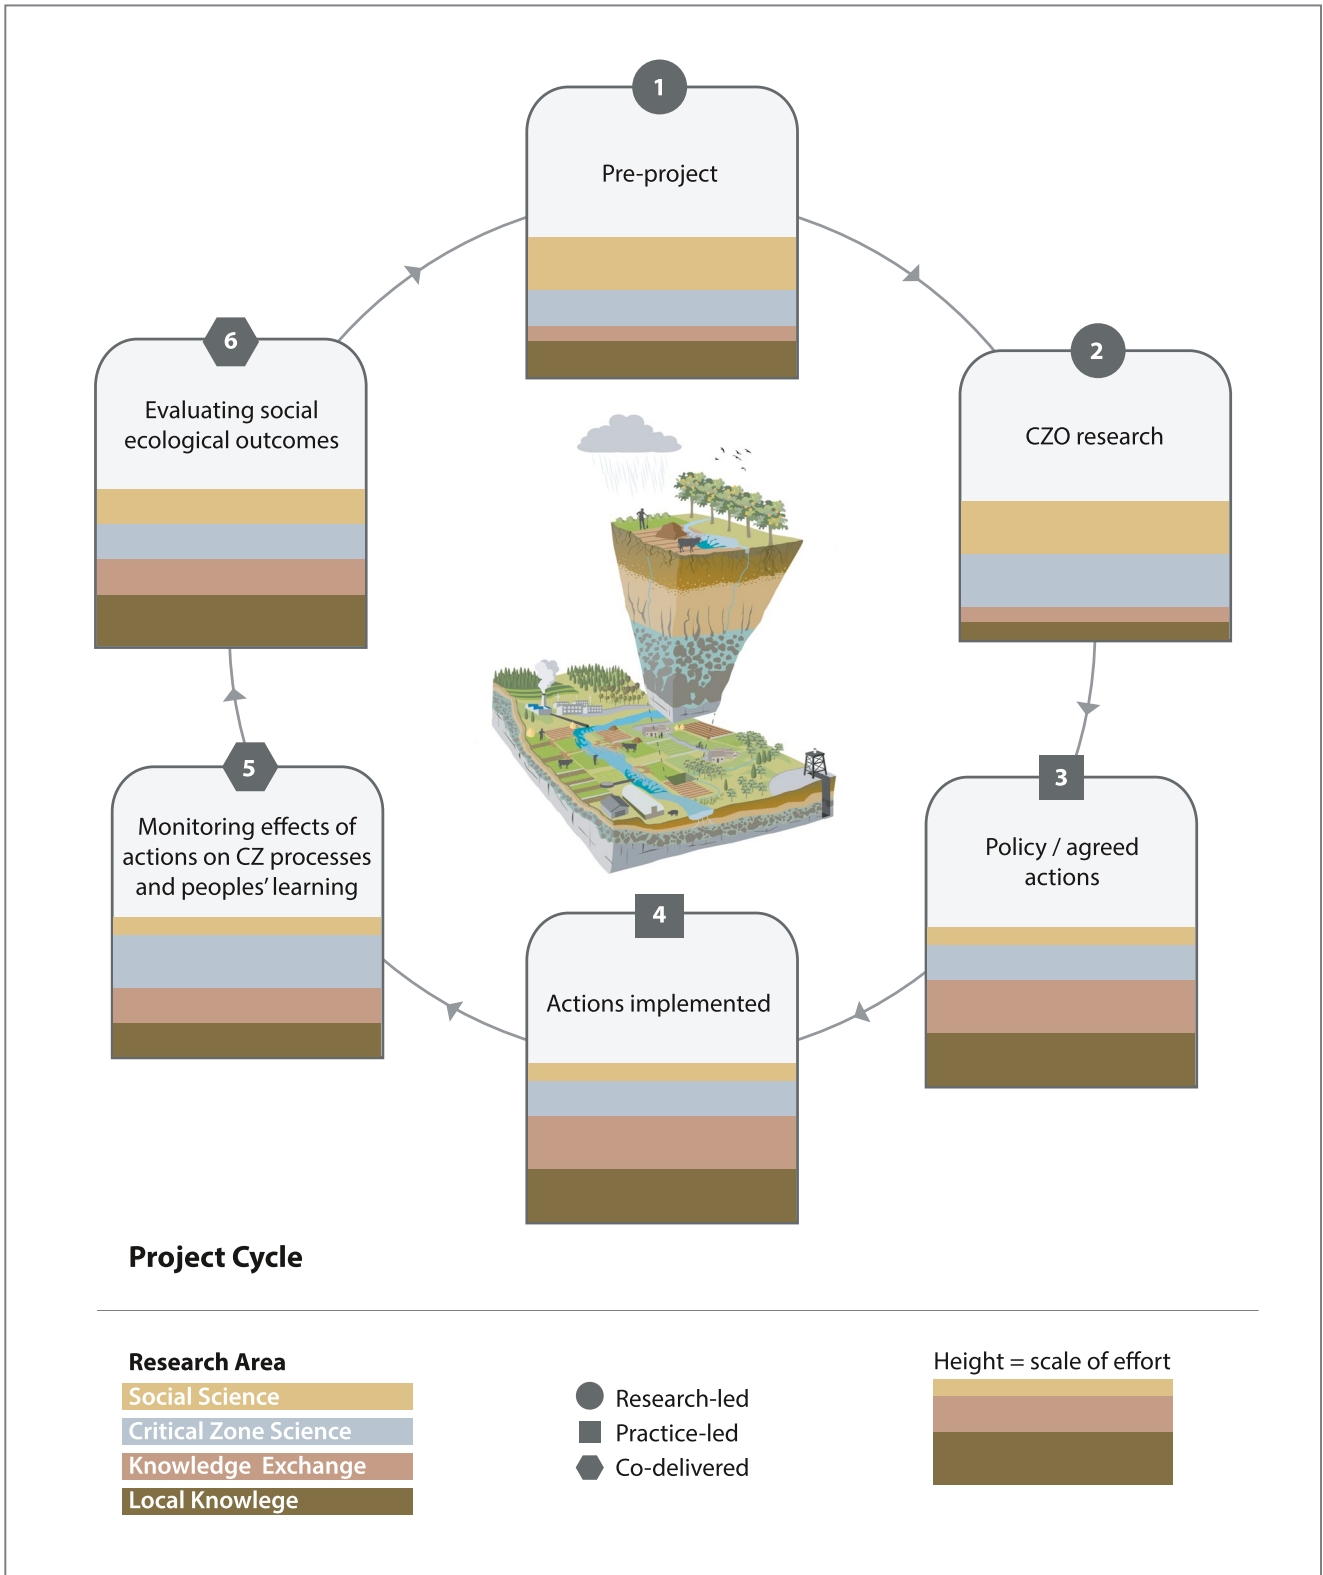 1
Pre-project
2
CZO research
3
Policy / agreed
actions
4
Actions implemented
5
Monitoring effects of
actions on CZ processes
and peoples’ learning
6
Evaluating social
ecological outcomes
Project Cycle
Research Area
Social Science
Critical Zone Science
Knowledge Exchange
Local Knowlege
Research-led
Practice-led
Co-delivered
Height = scale of effort